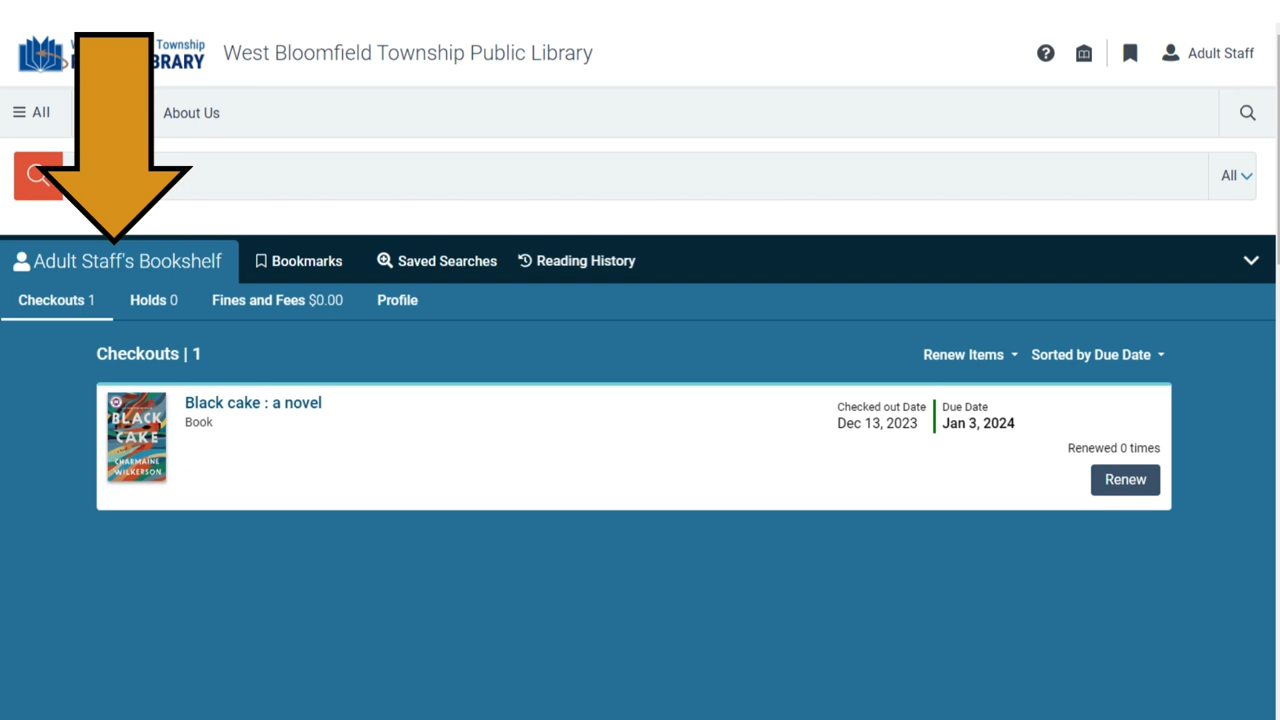 Township
BRARY
West Bloomfield Township Public Library
Adult Staff
All
About Us
All
Adult Staff's Bookshelf
Bookmarks
Saved Searches
Reading History
Checkouts 1
Holds 0
Fines and Fees $0.00
Profile
Checkouts | 1
Renew Items
Sorted by Due Date
BLACK
CAKE
CHARMAINE
WILKERSON
Black cake : a novel
Book
Checked out Date
Dec 13, 2023
Due Date
Jan 3, 2024
Renewed 0 times
Renew